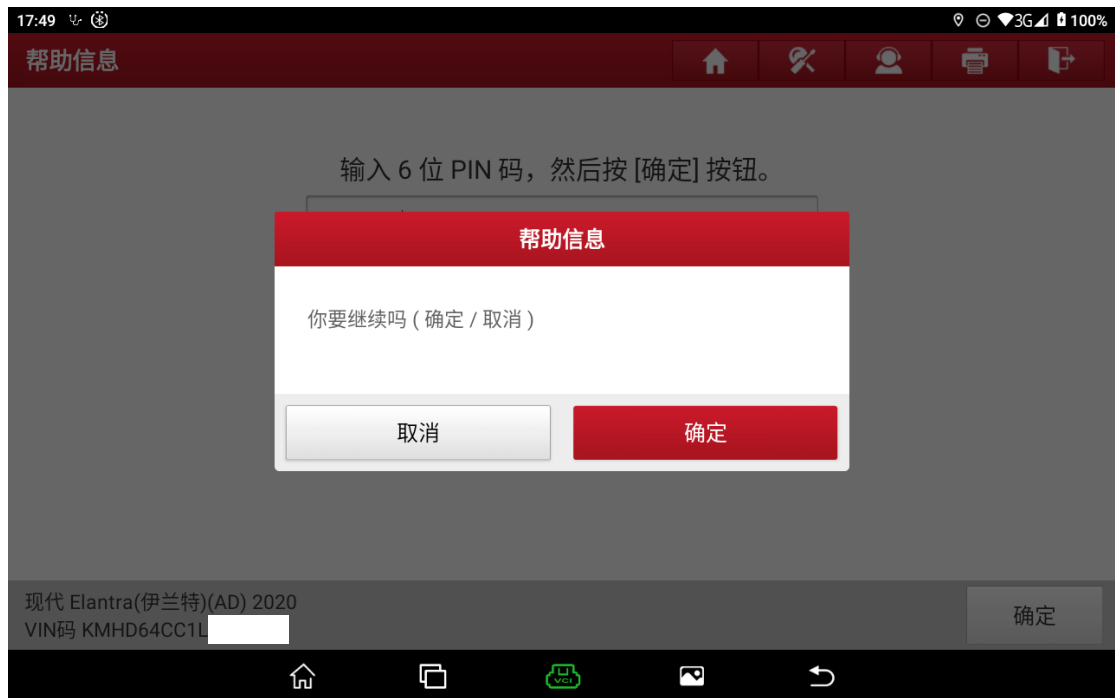 17:49
3G 100%
帮助信息
输入 6 位 PIN 码，然后按 [确定] 按钮。
帮助信息
你要继续吗 ( 确定 / 取消 )
取消
确定
现代 Elantra(伊兰特)(AD) 2020
VIN码 KMHD64CC1L
确定
VCI